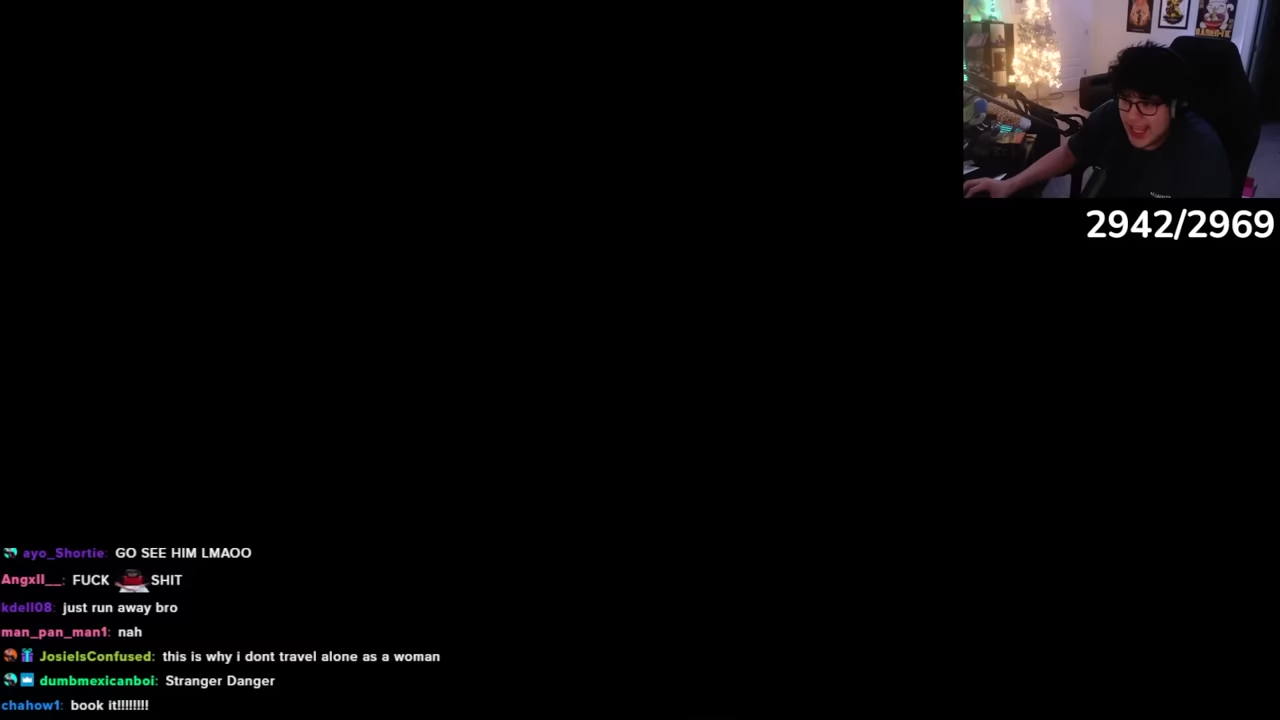 2942/2969
ayo_Shortie: GO SEE HIM LMAOO
AngxII__: FUCK SHIT
kdell08: just run away bro
man_pan_man1: nah
JosieIsConfused: this is why i dont travel alone as a woman
dumbmexicanboi: Stranger Danger
chahow1: book it!!!!!!!!